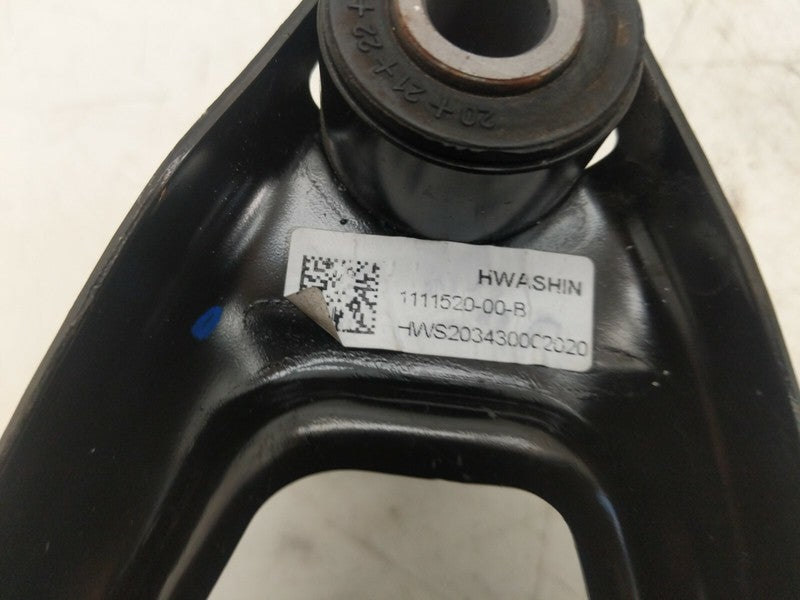 + 22 + 21 + 20
HWASHIN
1111520-00-B
HWS2034300C2020